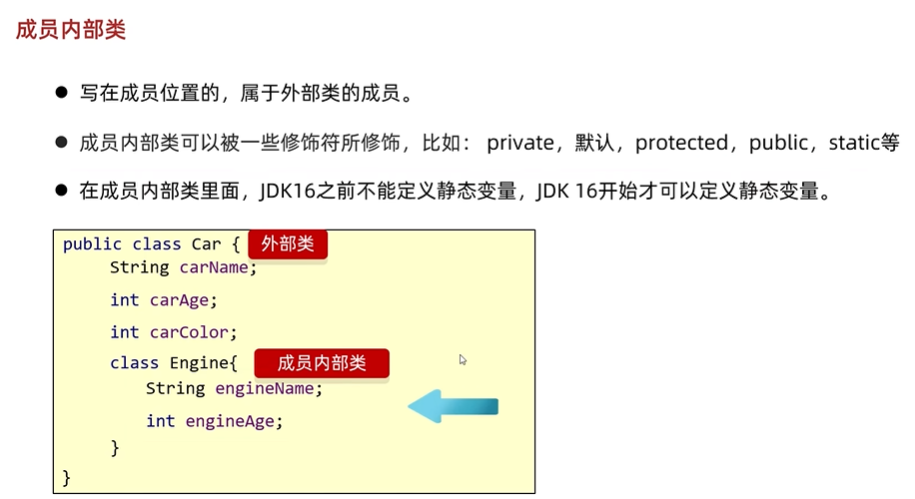 成员内部类
● 写在成员位置的，属于外部类的成员。
● 成员内部类可以被一些修饰符所修饰，比如： private，默认，protected，public，static等
● 在成员内部类里面，JDK16之前不能定义静态变量，JDK 16开始才可以定义静态变量。
public class Car { 外部类
String carName;
int carAge;
int carColor;
class Engine{ 成员内部类
String engineName;
int engineAge;
}
}